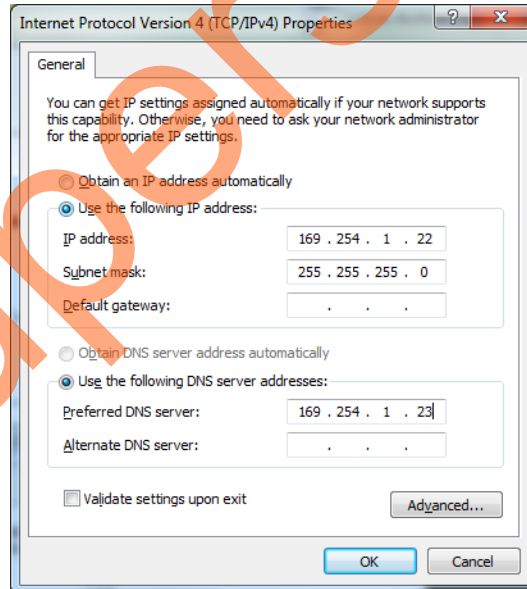 Internet Protocol Version 4 (TCP/IPv4) Properties
General
You can get IP settings assigned automatically if your network supports
this capability. Otherwise, you need to ask your network administrator
for the appropriate IP settings.
Obtain an IP address automatically
Use the following IP address:
IP address: 169 . 254 . 1 . 22
Subnet mask: 255 . 255 . 255 . 0
Default gateway: . . .
Obtain DNS server address automatically
Use the following DNS server addresses:
Preferred DNS server: 169 . 254 . 1 . 23
Alternate DNS server: . . .
Validate settings upon exit
Advanced...
OK Cancel